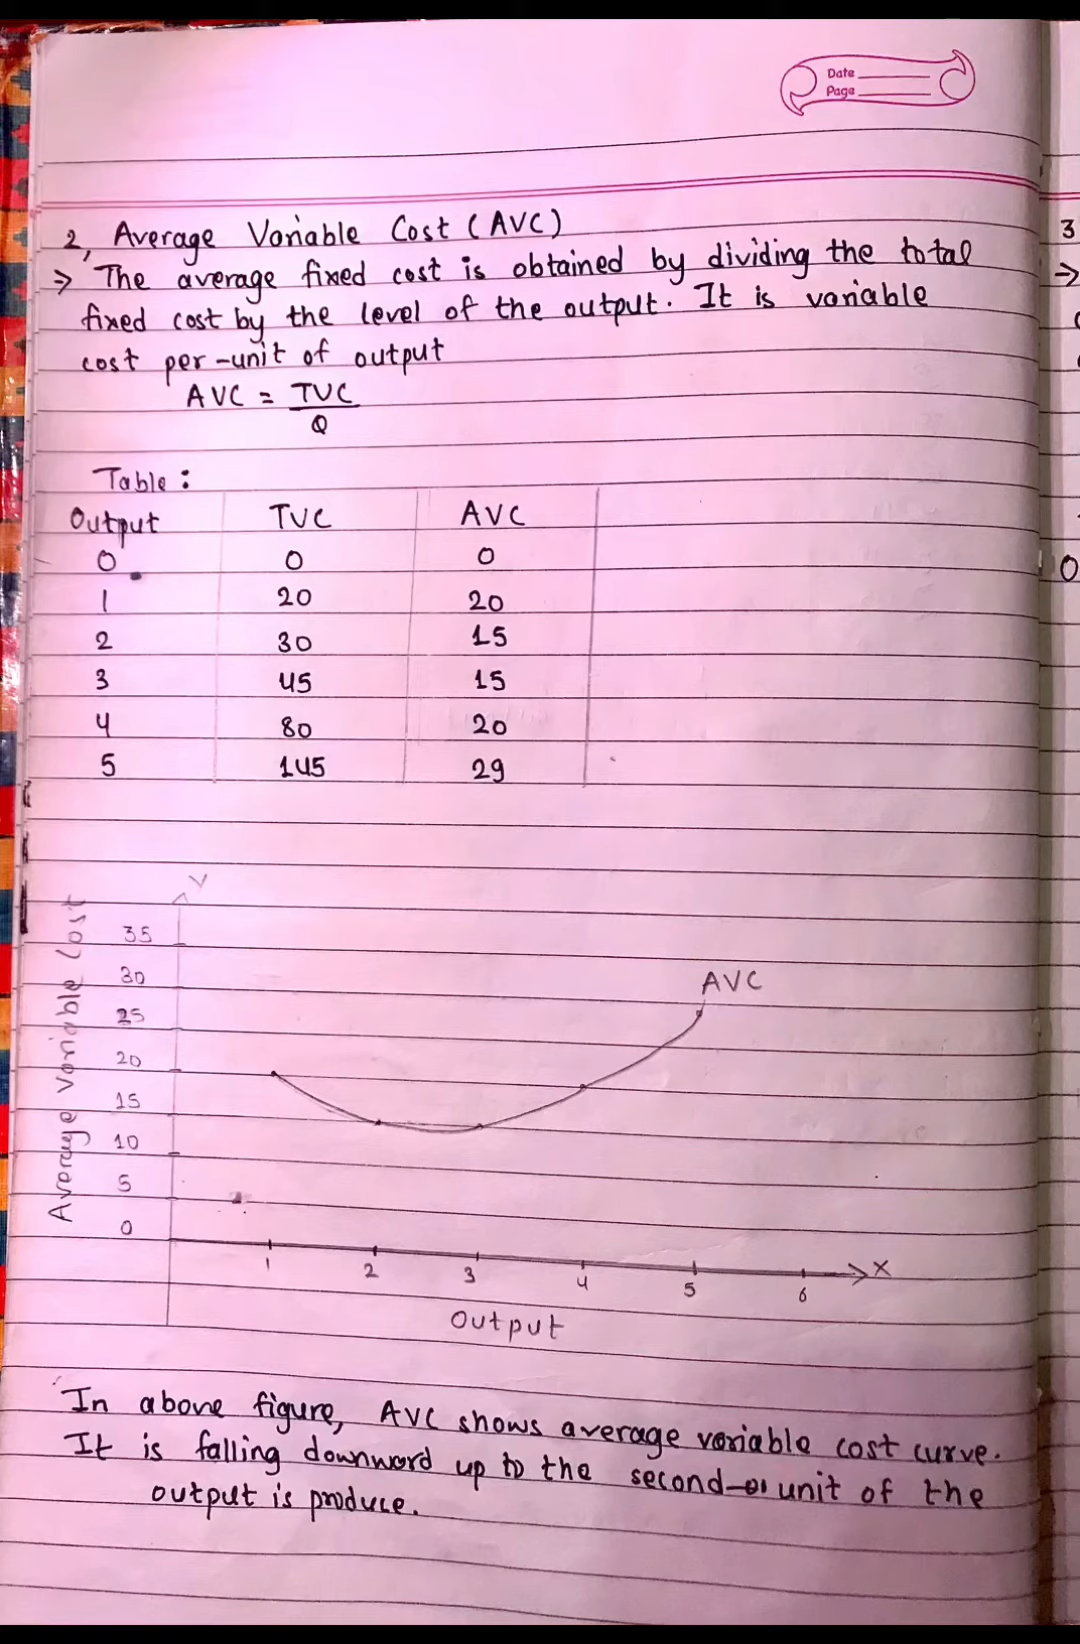 Date
Page
2, Average Variable Cost (AVC)
⇒ The average fixed cost is obtained by dividing the total
fixed cost by the level of the output. It is variable
cost per-unit of output
AVC = TVC
Q
Table :
Output TVC AVC
0 0 0
1 20 20
2 30 15
3 45 15
4 80 20
5 145 29
3
⇒
0
Y
Average Variable Cost
35
30
25
20
15
10
5
0
AVC
1 2 3 4 5 6 X
Output
In above figure, AVC shows average variable cost curve.
It is falling downword up to the second unit of the
output is produce.